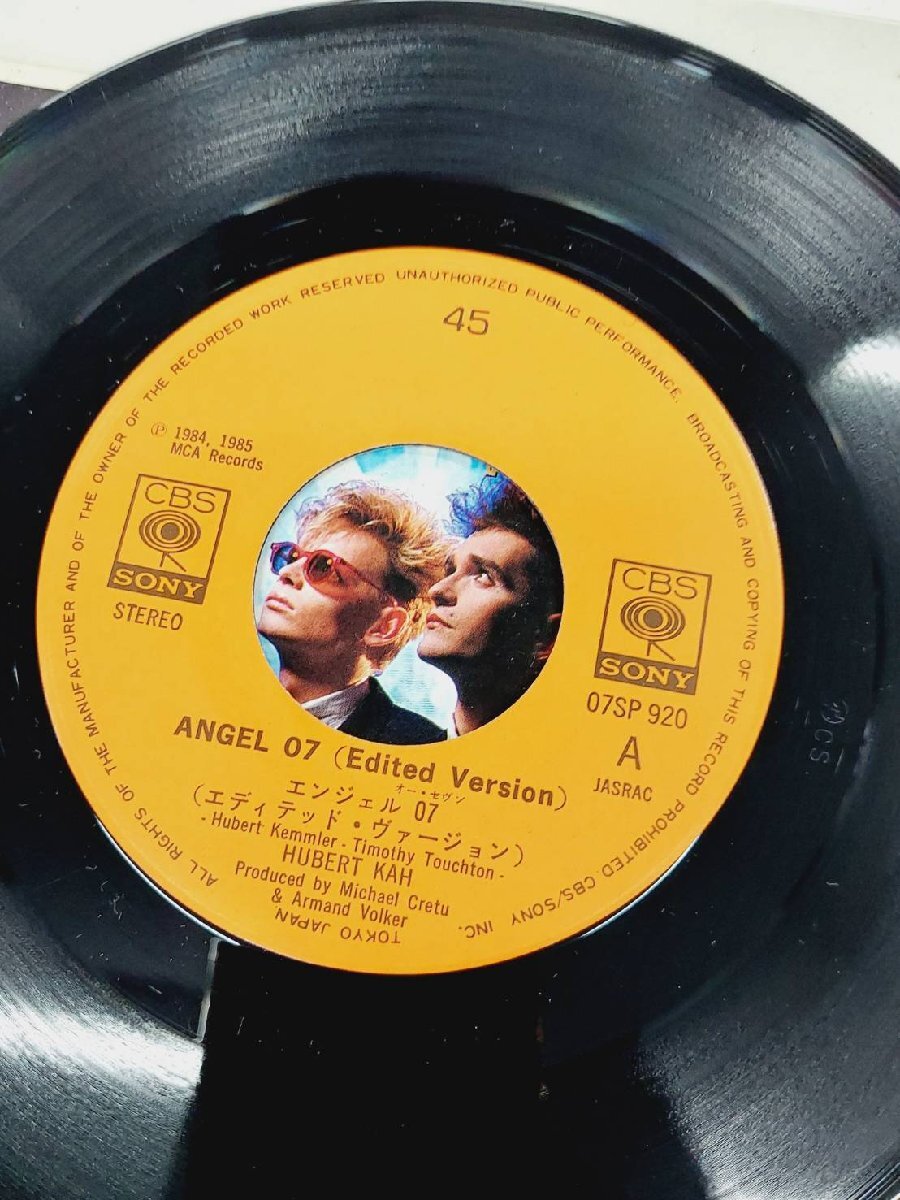 ALL RIGHTS OF THE MANUFACTURER AND OF THE OWNER OF THE RECORDED WORK RESERVED UNAUTHORIZED PUBLIC PERFORMANCE, BROADCASTING AND COPYING OF THIS RECORD PROHIBITED. CBS/SONY INC. TOKYO JAPAN
45
℗ 1984, 1985
MCA Records
CBS
SONY
STEREO
CBS
SONY
07SP 920
A
JASRAC
ANGEL 07 (Edited Version)
オー・セヴン
エンジェル 07
(エディテッド・ヴァージョン)
- Hubert Kemmler - Timothy Touchton -
HUBERT KAH
Produced by Michael Cretu
& Armand Volker